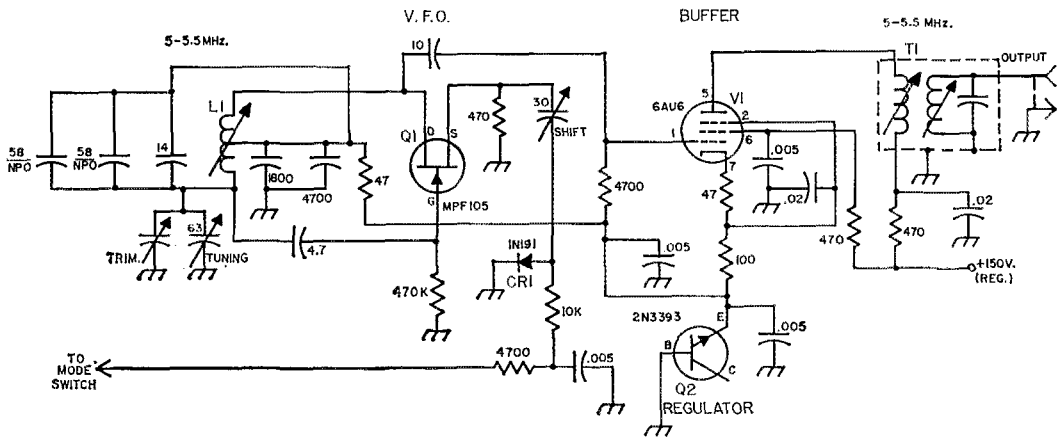 V.F.O.
BUFFER
5-5.5MHz.
5-5.5 MHz.
T1
OUTPUT
10
L1
Q1
D
S
470
30
SHIFT
6AU6
V1
5
1
2
6
7
58
NPO
58
NPO
14
1800
4700
47
G
MPF105
4700
.005
47
.02
.02
TRIM.
63
TUNING
4.7
1N191
CR1
.005
100
470
470
+150V.
(REG.)
470K
10K
2N3393
E
B
C
.005
TO
MODE
SWITCH
4700
.005
Q2
REGULATOR